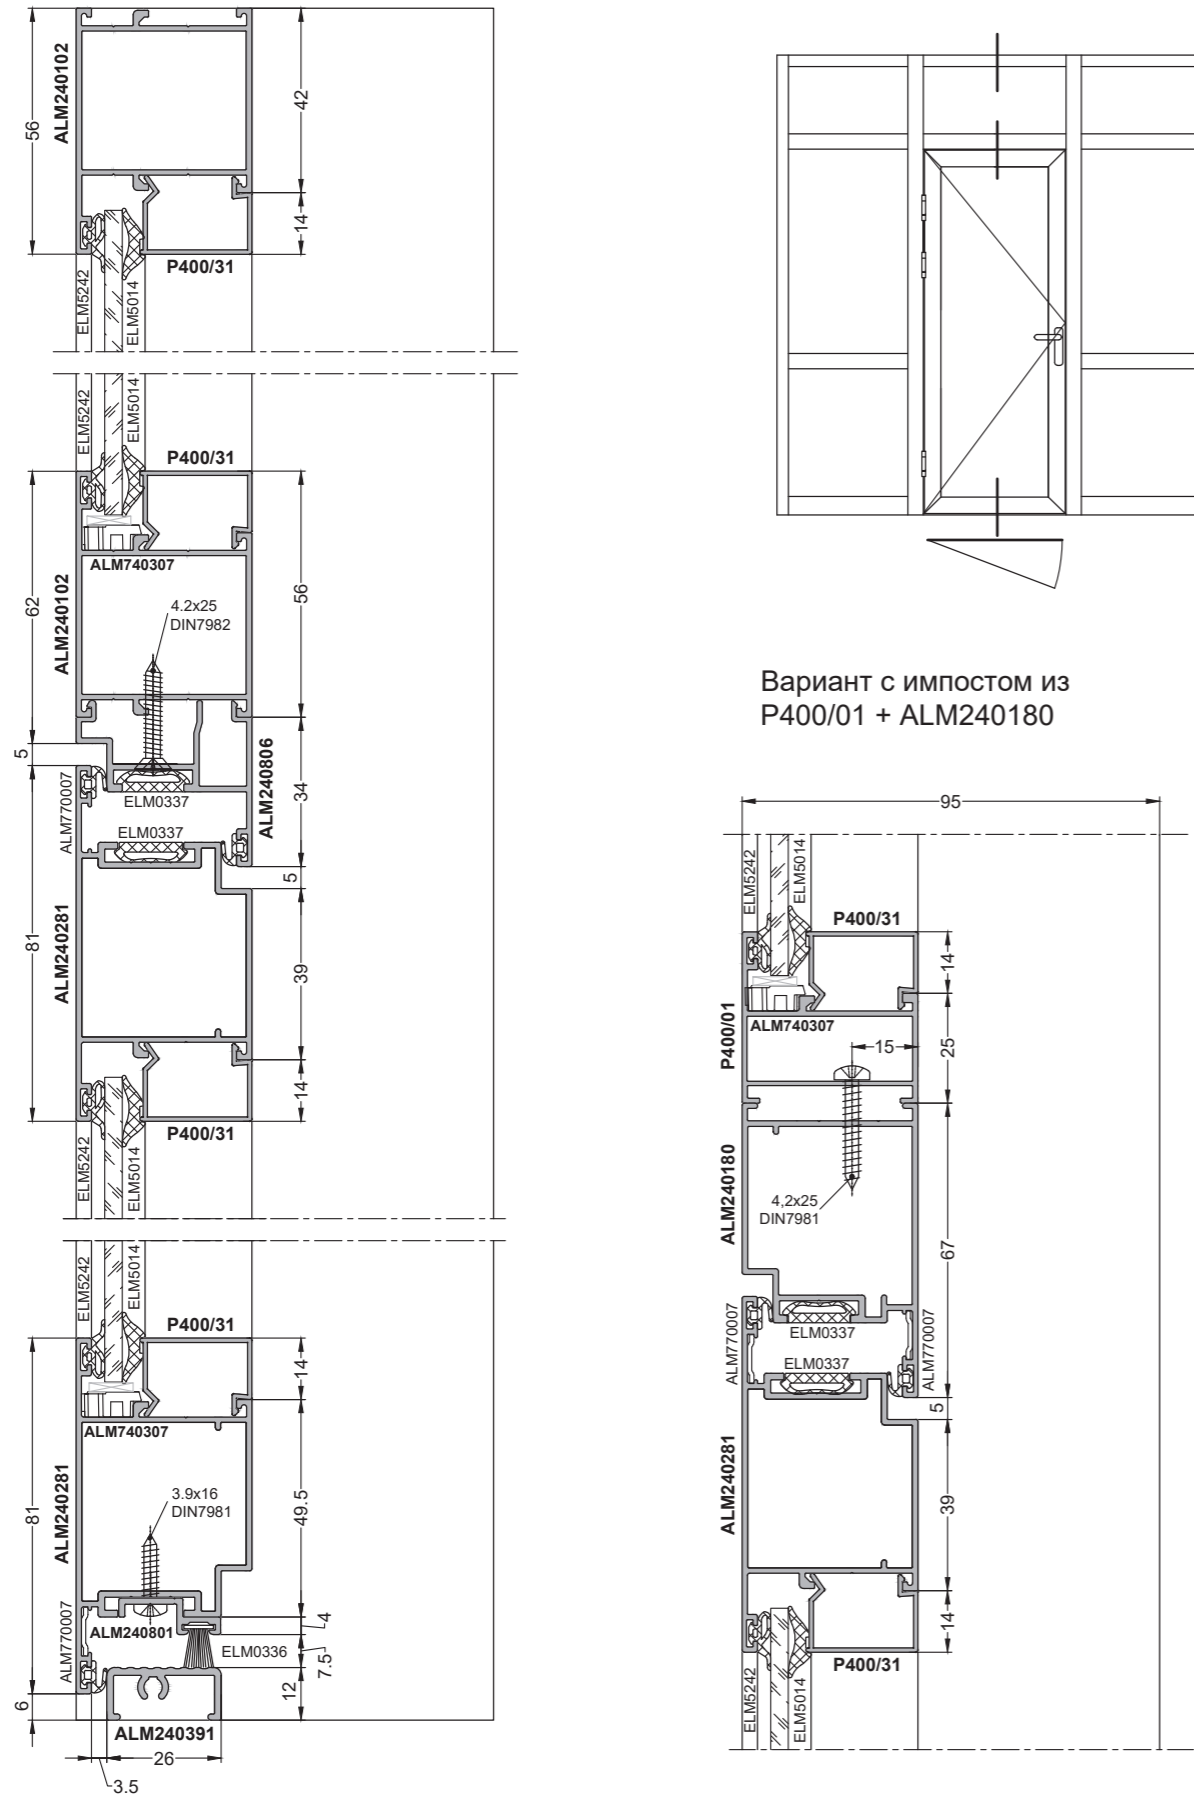 56
ALM240102
42
14
P400/31
ELM5242
ELM5014
ELM5242
ELM5014
P400/31
62
ALM240102
ALM740307
4.2x25
DIN7982
56
5
ALM770007
ELM0337
ELM0337
ALM240806
34
5
81
ALM240281
39
14
P400/31
ELM5242
ELM5014
ELM5242
ELM5014
P400/31
14
ALM740307
81
ALM240281
3.9x16
DIN7981
49.5
ALM770007
ALM240801
ELM0336
4
7.5
12
6
ALM240391
26
3.5
Вариант с импостом из
P400/01 + ALM240180
95
ELM5242
ELM5014
P400/31
14
P400/01
ALM740307
15
25
ALM240180
4,2x25
DIN7981
67
ALM770007
ELM0337
ELM0337
ALM770007
5
ALM240281
39
14
P400/31
ELM5242
ELM5014